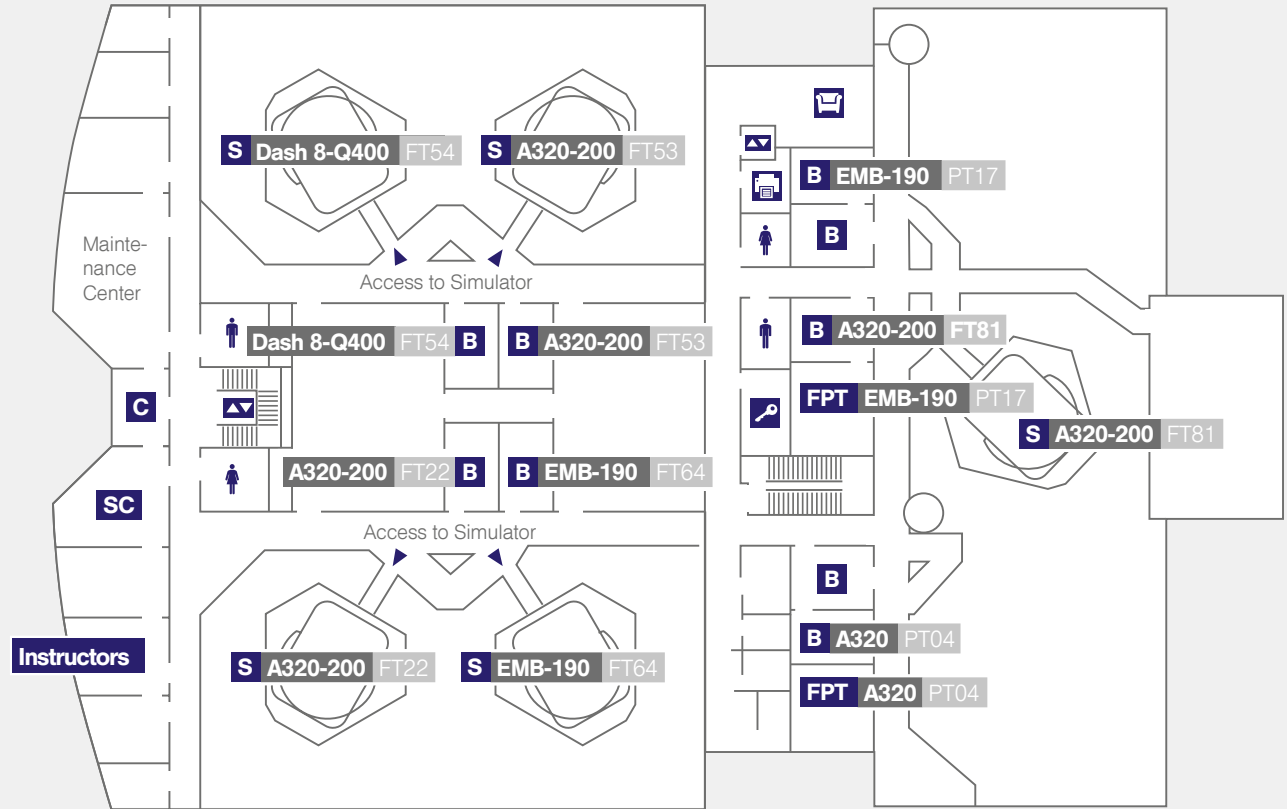 S Dash 8-Q400 FT54
S A320-200 FT53
B EMB-190 PT17
B
Mainte-
nance
Center
Access to Simulator
Dash 8-Q400 FT54 B
B A320-200 FT53
B A320-200 FT81
FPT EMB-190 PT17
C
S A320-200 FT81
A320-200 FT22 B
B EMB-190 FT64
SC
Access to Simulator
B
B A320 PT04
Instructors
S A320-200 FT22
S EMB-190 FT64
FPT A320 PT04